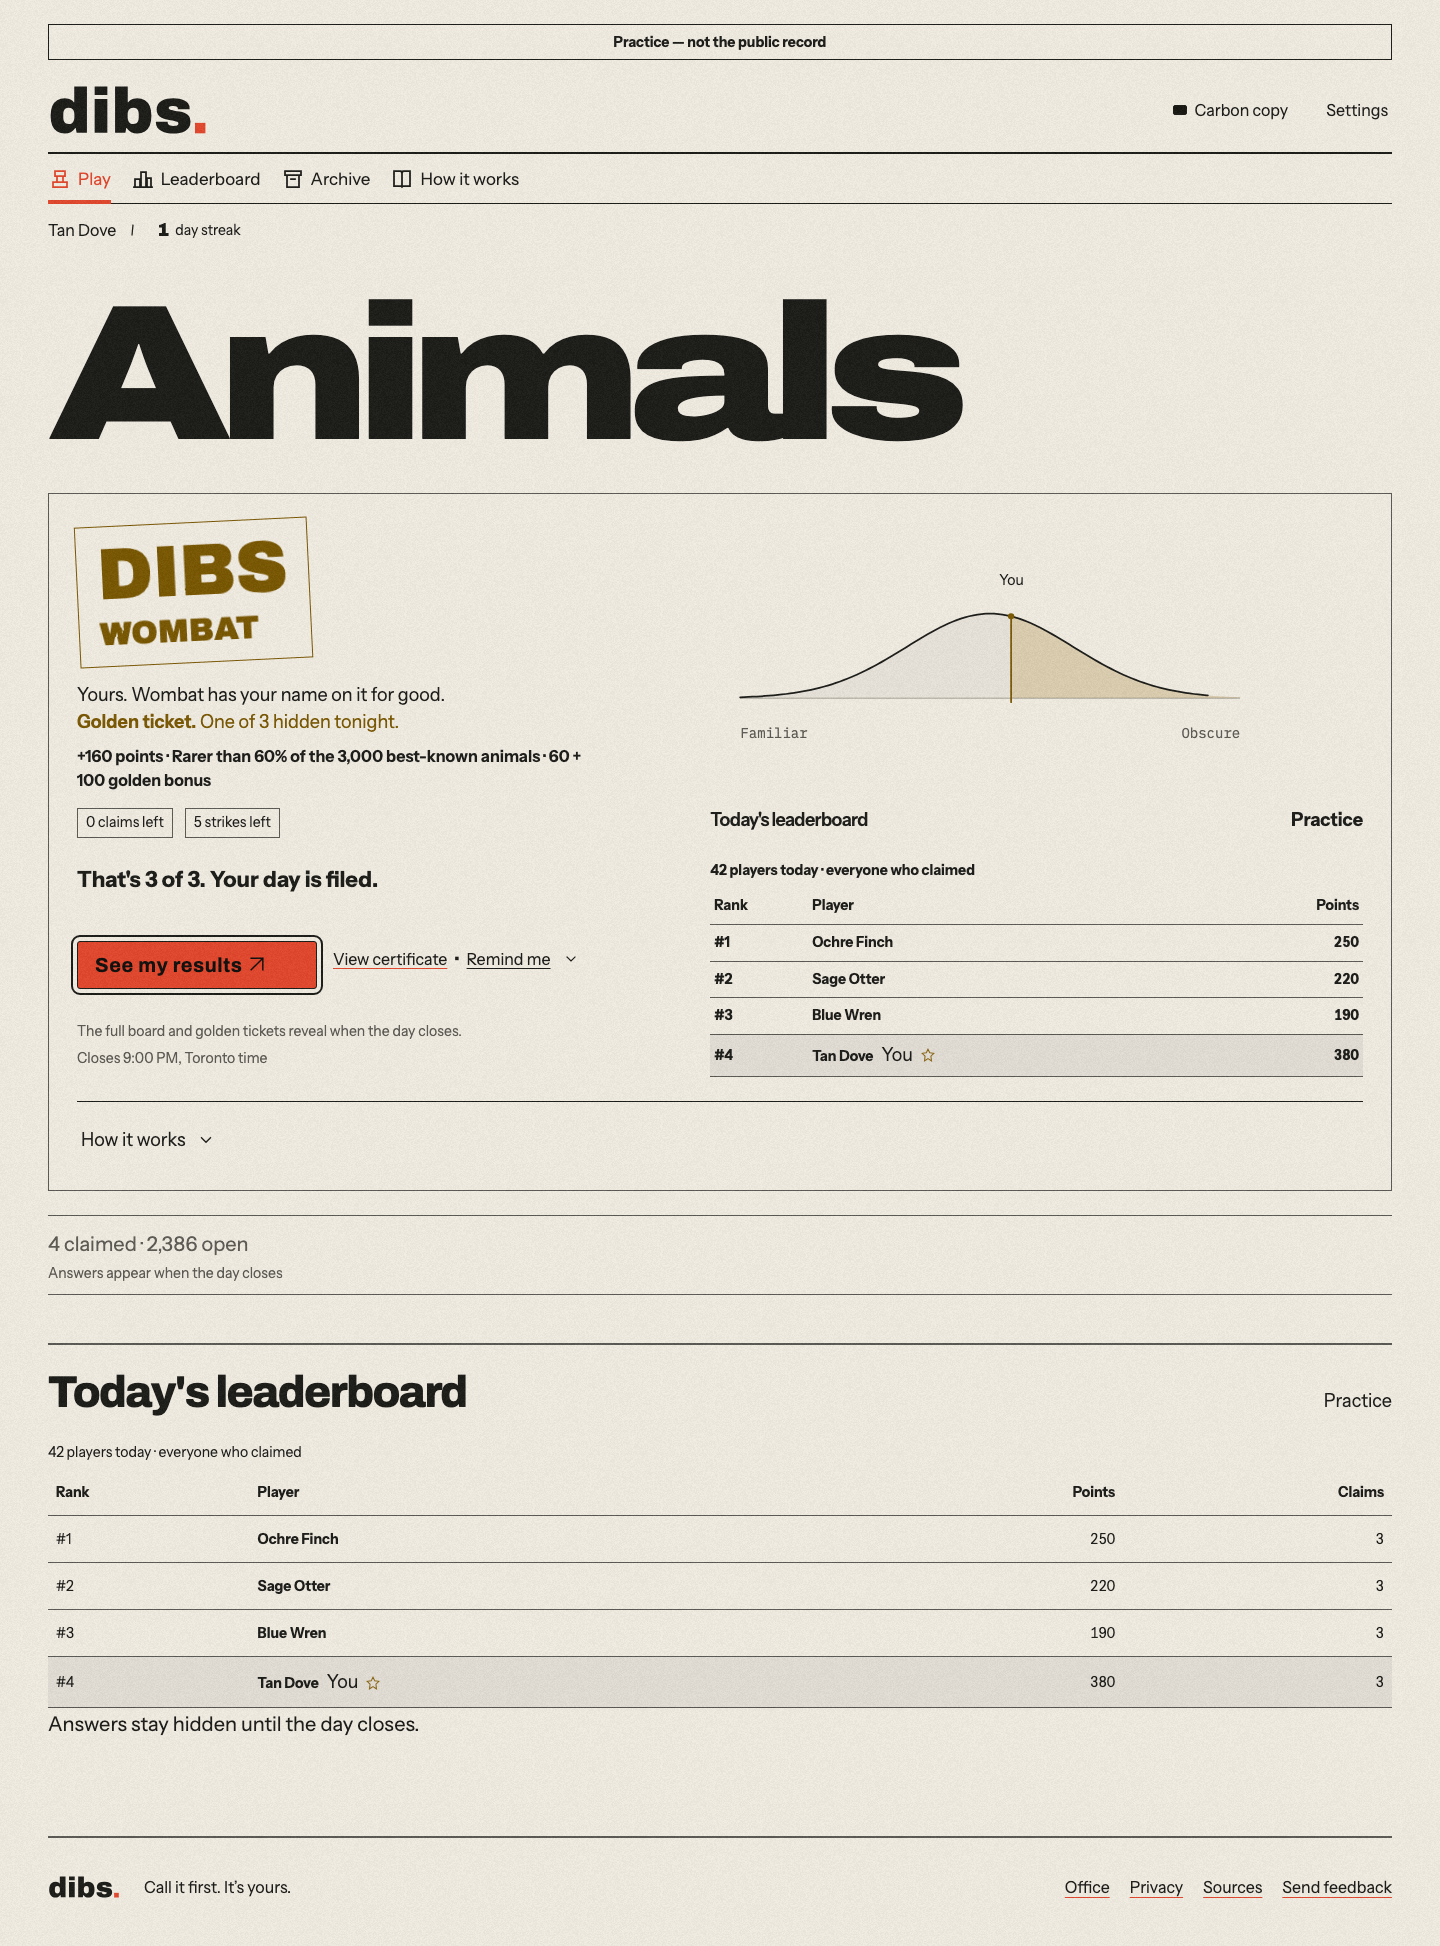 Practice — not the public record
dibs.
Carbon copy Settings
Play Leaderboard Archive How it works
Tan Dove / 1 day streak
Animals
DIBS
WOMBAT
Yours. Wombat has your name on it for good.
Golden ticket. One of 3 hidden tonight.
+160 points · Rarer than 60% of the 3,000 best-known animals · 60 +
100 golden bonus
0 claims left 5 strikes left
That's 3 of 3. Your day is filed.
See my results
View certificate · Remind me
The full board and golden tickets reveal when the day closes.
Closes 9:00 PM, Toronto time
You
Familiar Obscure
Today's leaderboard Practice
42 players today · everyone who claimed
Rank Player Points
#1 Ochre Finch 250
#2 Sage Otter 220
#3 Blue Wren 190
#4 Tan Dove You 380
How it works
4 claimed · 2,386 open
Answers appear when the day closes
Today's leaderboard Practice
42 players today · everyone who claimed
Rank Player Points Claims
#1 Ochre Finch 250 3
#2 Sage Otter 220 3
#3 Blue Wren 190 3
#4 Tan Dove You 380 3
Answers stay hidden until the day closes.
dibs. Call it first. It’s yours.
Office Privacy Sources Send feedback